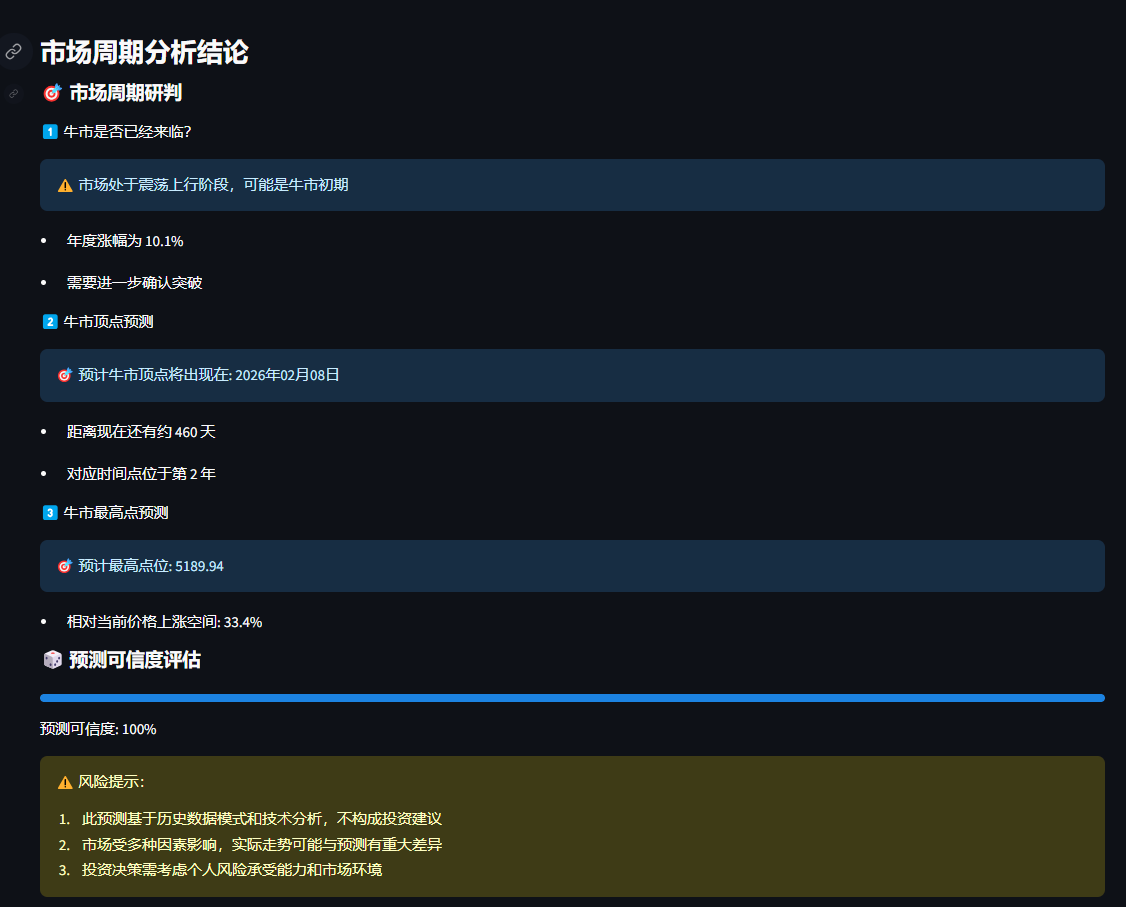 市场周期分析结论
🎯 市场周期研判
1️⃣ 牛市是否已经来临?
⚠️ 市场处于震荡上行阶段，可能是牛市初期
• 年度涨幅为 10.1%
• 需要进一步确认突破
2️⃣ 牛市顶点预测
🎯 预计牛市顶点将出现在: 2026年02月08日
• 距离现在还有约 460 天
• 对应时间点位于第 2 年
3️⃣ 牛市最高点预测
🎯 预计最高点位: 5189.94
• 相对当前价格上涨空间: 33.4%
🎲 预测可信度评估
预测可信度: 100%
⚠️ 风险提示:
1. 此预测基于历史数据模式和技术分析，不构成投资建议
2. 市场受多种因素影响，实际走势可能与预测有重大差异
3. 投资决策需考虑个人风险承受能力和市场环境